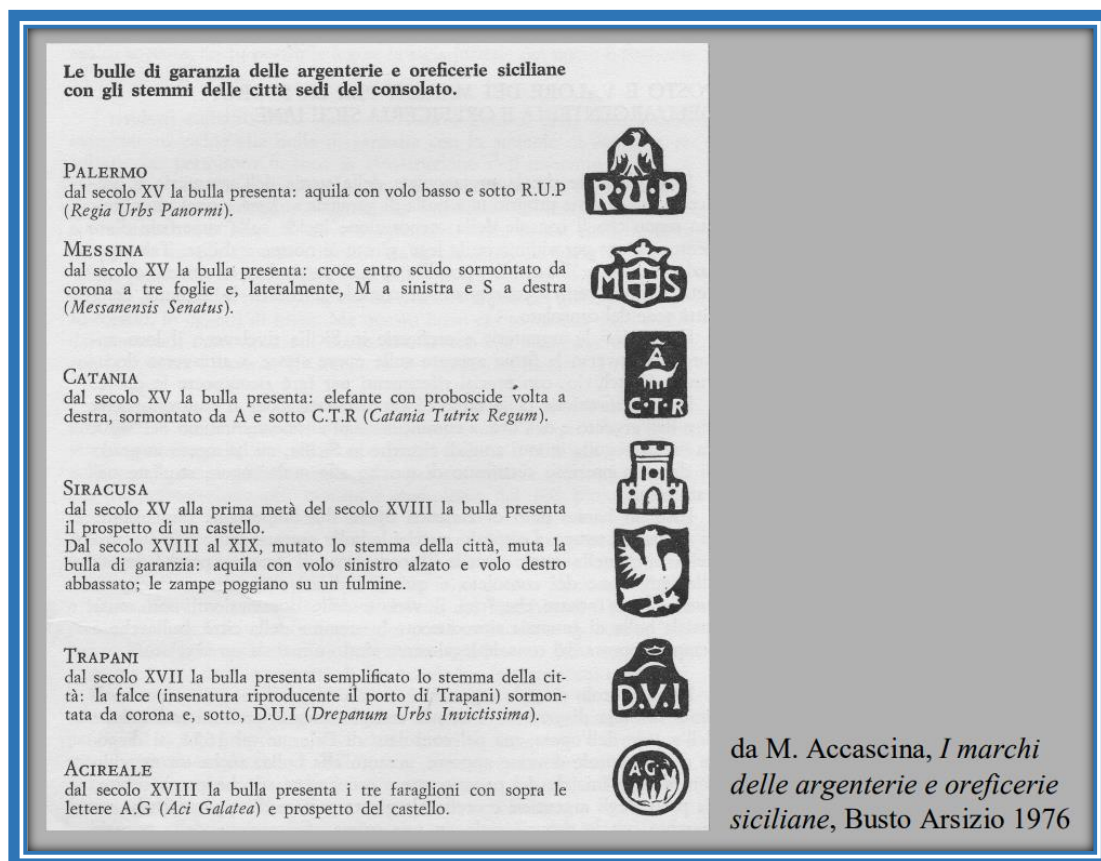 Le bulle di garanzia delle argenterie e oreficerie siciliane
con gli stemmi delle città sedi del consolato.
PALERMO
dal secolo XV la bulla presenta: aquila con volo basso e sotto R.U.P
(Regia Urbs Panormi).
R·U·P
MESSINA
dal secolo XV la bulla presenta: croce entro scudo sormontato da
corona a tre foglie e, lateralmente, M a sinistra e S a destra
(Messanensis Senatus).
M S
CATANIA
dal secolo XV la bulla presenta: elefante con proboscide volta a
destra, sormontato da A e sotto C.T.R (Catania Tutrix Regum).
A
C·T·R
SIRACUSA
dal secolo XV alla prima metà del secolo XVIII la bulla presenta
il prospetto di un castello.
Dal secolo XVIII al XIX, mutato lo stemma della città, muta la
bulla di garanzia: aquila con volo sinistro alzato e volo destro
abbassato; le zampe poggiano su un fulmine.
TRAPANI
dal secolo XVII la bulla presenta semplificato lo stemma della cit-
tà: la falce (insenatura riproducente il porto di Trapani) sormon-
tata da corona e, sotto, D.U.I (Drepanum Urbs Invictissima).
D.V.I
ACIREALE
dal secolo XVIII la bulla presenta i tre faraglioni con sopra le
lettere A.G (Aci Galatea) e prospetto del castello.
A·G
da M. Accascina, I marchi
delle argenterie e oreficerie
siciliane, Busto Arsizio 1976